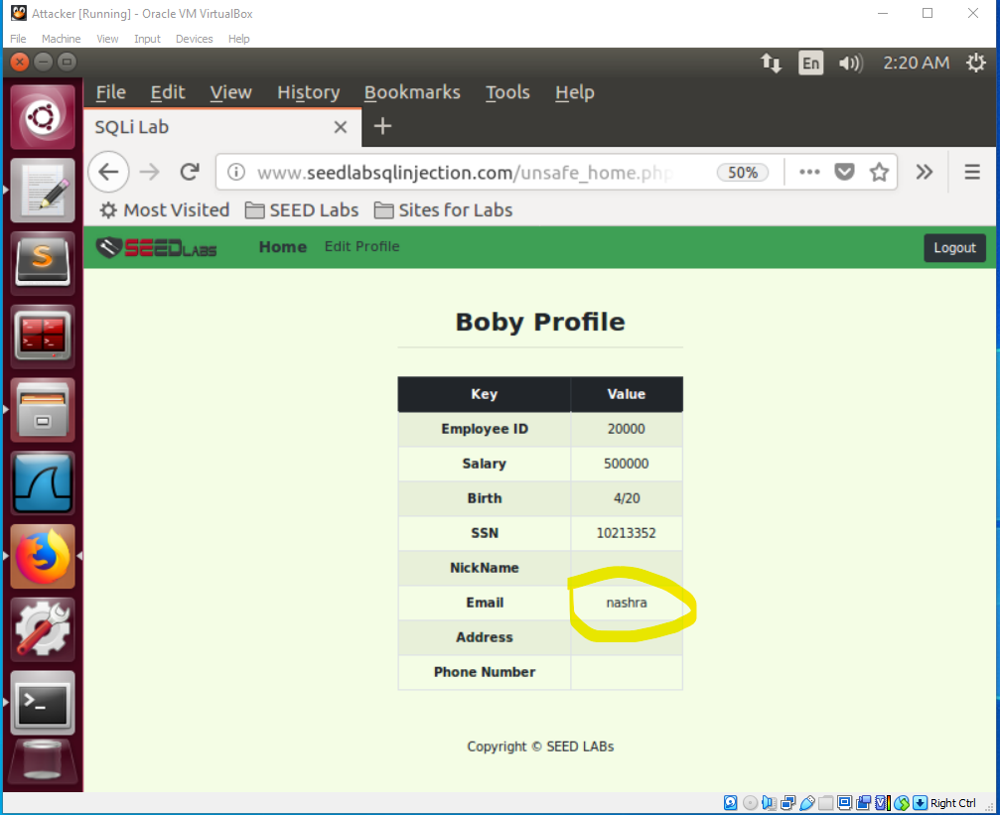 Attacker [Running] - Oracle VM VirtualBox
File Machine View Input Devices Help
En 2:20 AM
File Edit View History Bookmarks Tools Help
SQLi Lab
www.seedlabsqlinjection.com/unsafe_home.php 50%
Most Visited SEED Labs Sites for Labs
SEEDLABS Home Edit Profile Logout
Boby Profile
Key Value
Employee ID 20000
Salary 500000
Birth 4/20
SSN 10213352
NickName
Email nashra
Address
Phone Number
Copyright © SEED LABs
Right Ctrl